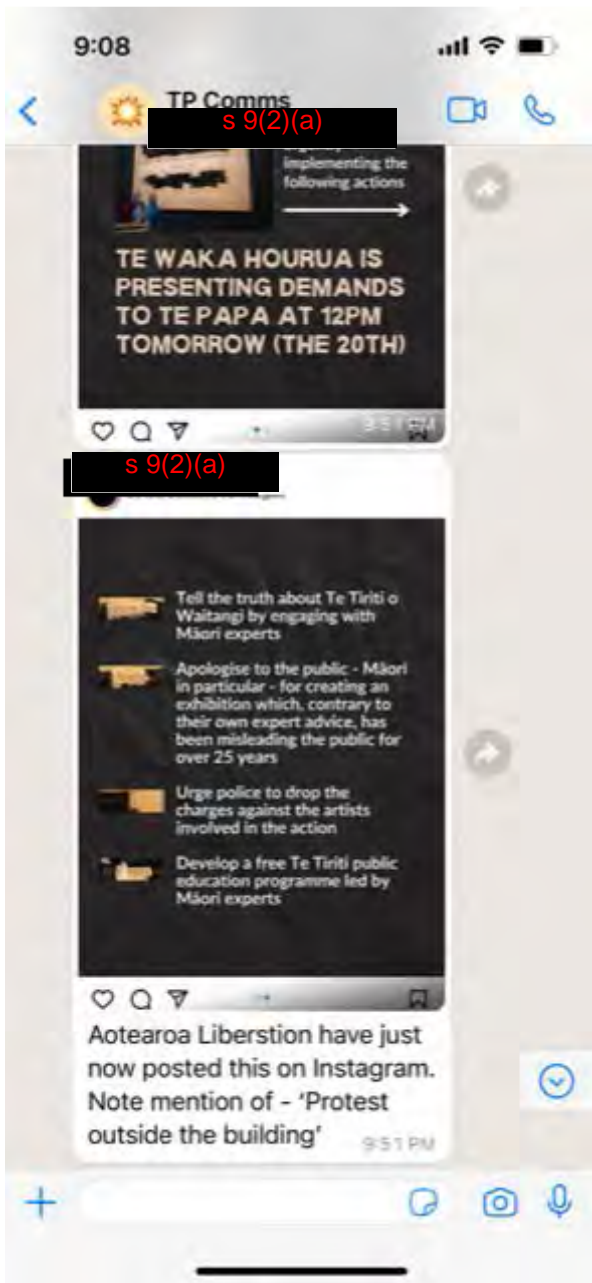 9:08
TP Comms
s 9(2)(a)
implementing the
following actions
TE WAKA HOURUA IS
PRESENTING DEMANDS
TO TE PAPA AT 12PM
TOMORROW (THE 20TH)
9:51 PM
s 9(2)(a)
Tell the truth about Te Tiriti o
Waitangi by engaging with
Māori experts
Apologise to the public - Māori
in particular - for creating an
exhibition which, contrary to
their own expert advice, has
been misleading the public for
over 25 years
Urge police to drop the
charges against the artists
involved in the action
Develop a free Te Tiriti public
education programme led by
Māori experts
Aotearoa Liberstion have just
now posted this on Instagram.
Note mention of - ‘Protest
outside the building’
9:51 PM